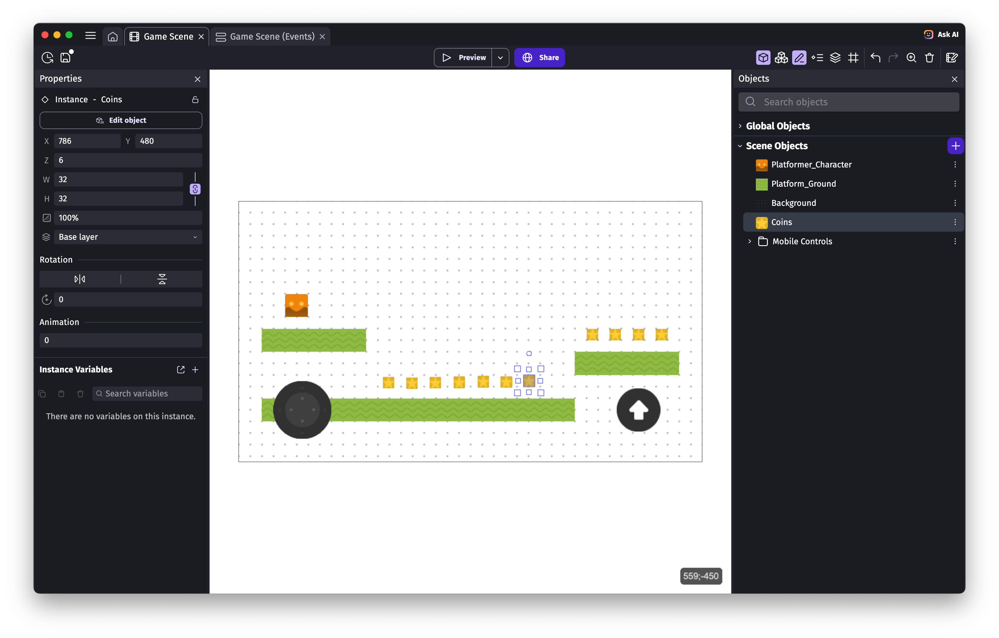 Game Scene
Game Scene (Events)
Ask AI
Preview
Share
Properties
Instance - Coins
Edit object
X 786 Y 480
Z 6
W 32
H 32
100%
Base layer
Rotation
0
Animation
0
Instance Variables
Search variables
There are no variables on this instance.
559;-450
Objects
Search objects
Global Objects
Scene Objects
Platformer_Character
Platform_Ground
Background
Coins
Mobile Controls